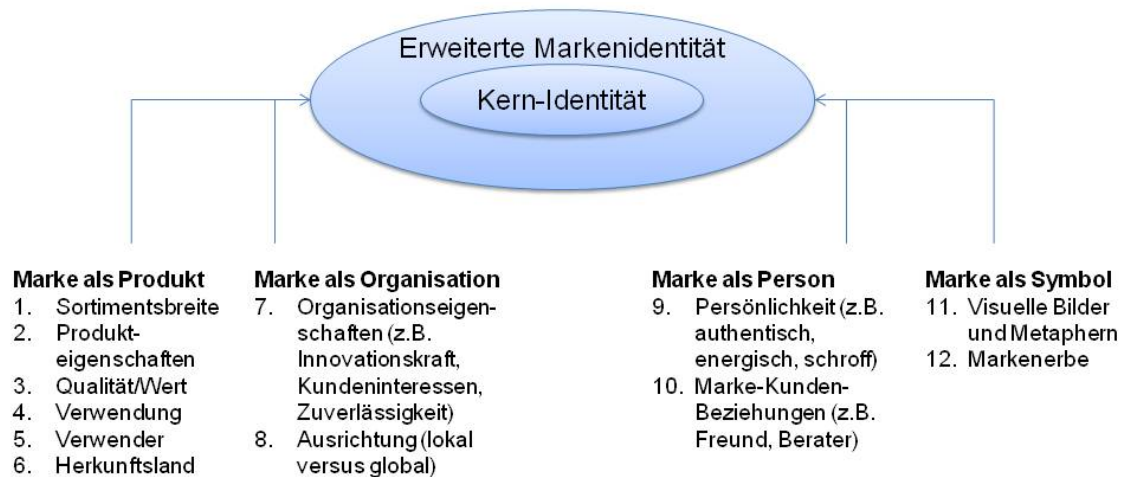 Erweiterte Markenidentität
Kern-Identität
Marke als Produkt
1. Sortimentsbreite
2. Produkt-
eigenschaften
3. Qualität/Wert
4. Verwendung
5. Verwender
6. Herkunftsland
Marke als Organisation
7. Organisationseigen-
schaften (z.B.
Innovationskraft,
Kundeninteressen,
Zuverlässigkeit)
8. Ausrichtung (lokal
versus global)
Marke als Person
9. Persönlichkeit (z.B.
authentisch,
energisch, schroff)
10. Marke-Kunden-
Beziehungen (z.B.
Freund, Berater)
Marke als Symbol
11. Visuelle Bilder
und Metaphern
12. Markenerbe